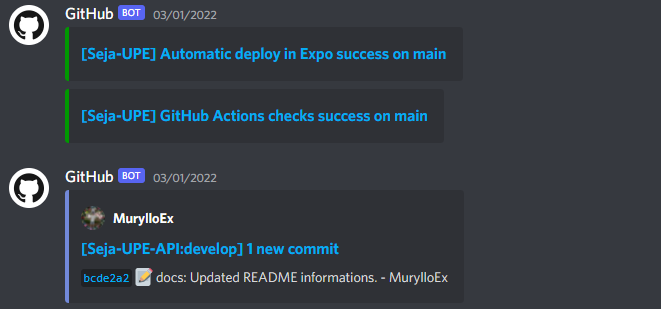 GitHub BOT 03/01/2022
[Seja-UPE] Automatic deploy in Expo success on main
[Seja-UPE] GitHub Actions checks success on main
GitHub BOT 03/01/2022
MurylloEx
[Seja-UPE-API:develop] 1 new commit
bcde2a2 📝 docs: Updated README informations. - MurylloEx